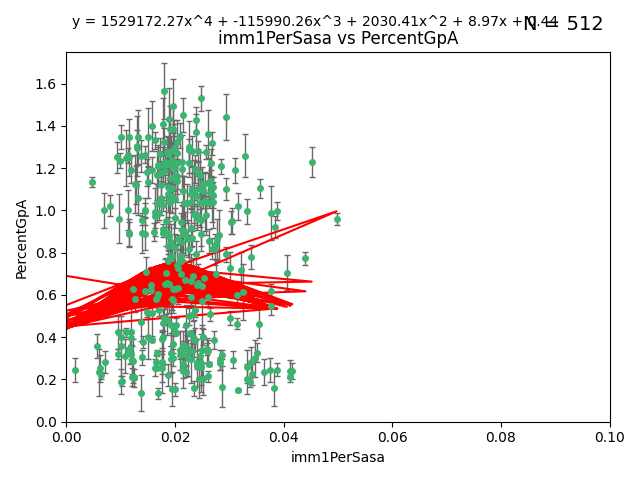 y = 1529172.27x^4 + -115990.26x^3 + 2030.41x^2 + 8.97x + 0.44
N = 512
imm1PerSasa vs PercentGpA
PercentGpA
1.6
1.4
1.2
1.0
0.8
0.6
0.4
0.2
0.0
0.00 0.02 0.04 0.06 0.08 0.10
imm1PerSasa